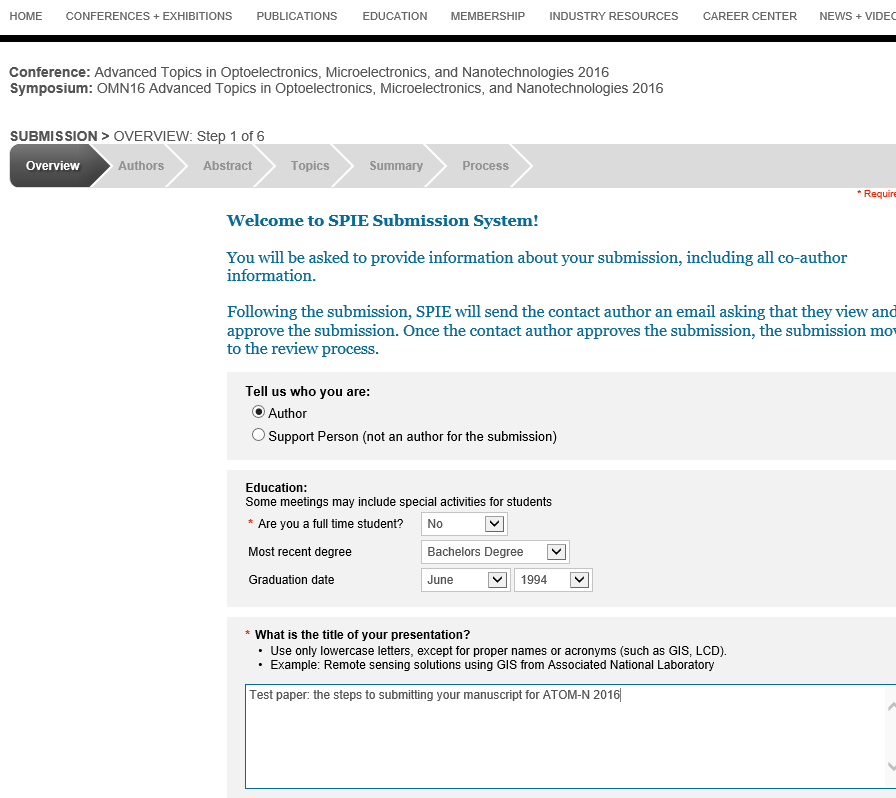 HOME CONFERENCES + EXHIBITIONS PUBLICATIONS EDUCATION MEMBERSHIP INDUSTRY RESOURCES CAREER CENTER NEWS + VIDEO
Conference: Advanced Topics in Optoelectronics, Microelectronics, and Nanotechnologies 2016
Symposium: OMN16 Advanced Topics in Optoelectronics, Microelectronics, and Nanotechnologies 2016
SUBMISSION > OVERVIEW: Step 1 of 6
Overview Authors Abstract Topics Summary Process
* Require
Welcome to SPIE Submission System!
You will be asked to provide information about your submission, including all co-author
information.
Following the submission, SPIE will send the contact author an email asking that they view and
approve the submission. Once the contact author approves the submission, the submission mov
to the review process.
Tell us who you are:
Author
Support Person (not an author for the submission)
Education:
Some meetings may include special activities for students
* Are you a full time student? No
Most recent degree Bachelors Degree
Graduation date June 1994
* What is the title of your presentation?
• Use only lowercase letters, except for proper names or acronyms (such as GIS, LCD).
• Example: Remote sensing solutions using GIS from Associated National Laboratory
Test paper: the steps to submitting your manuscript for ATOM-N 2016